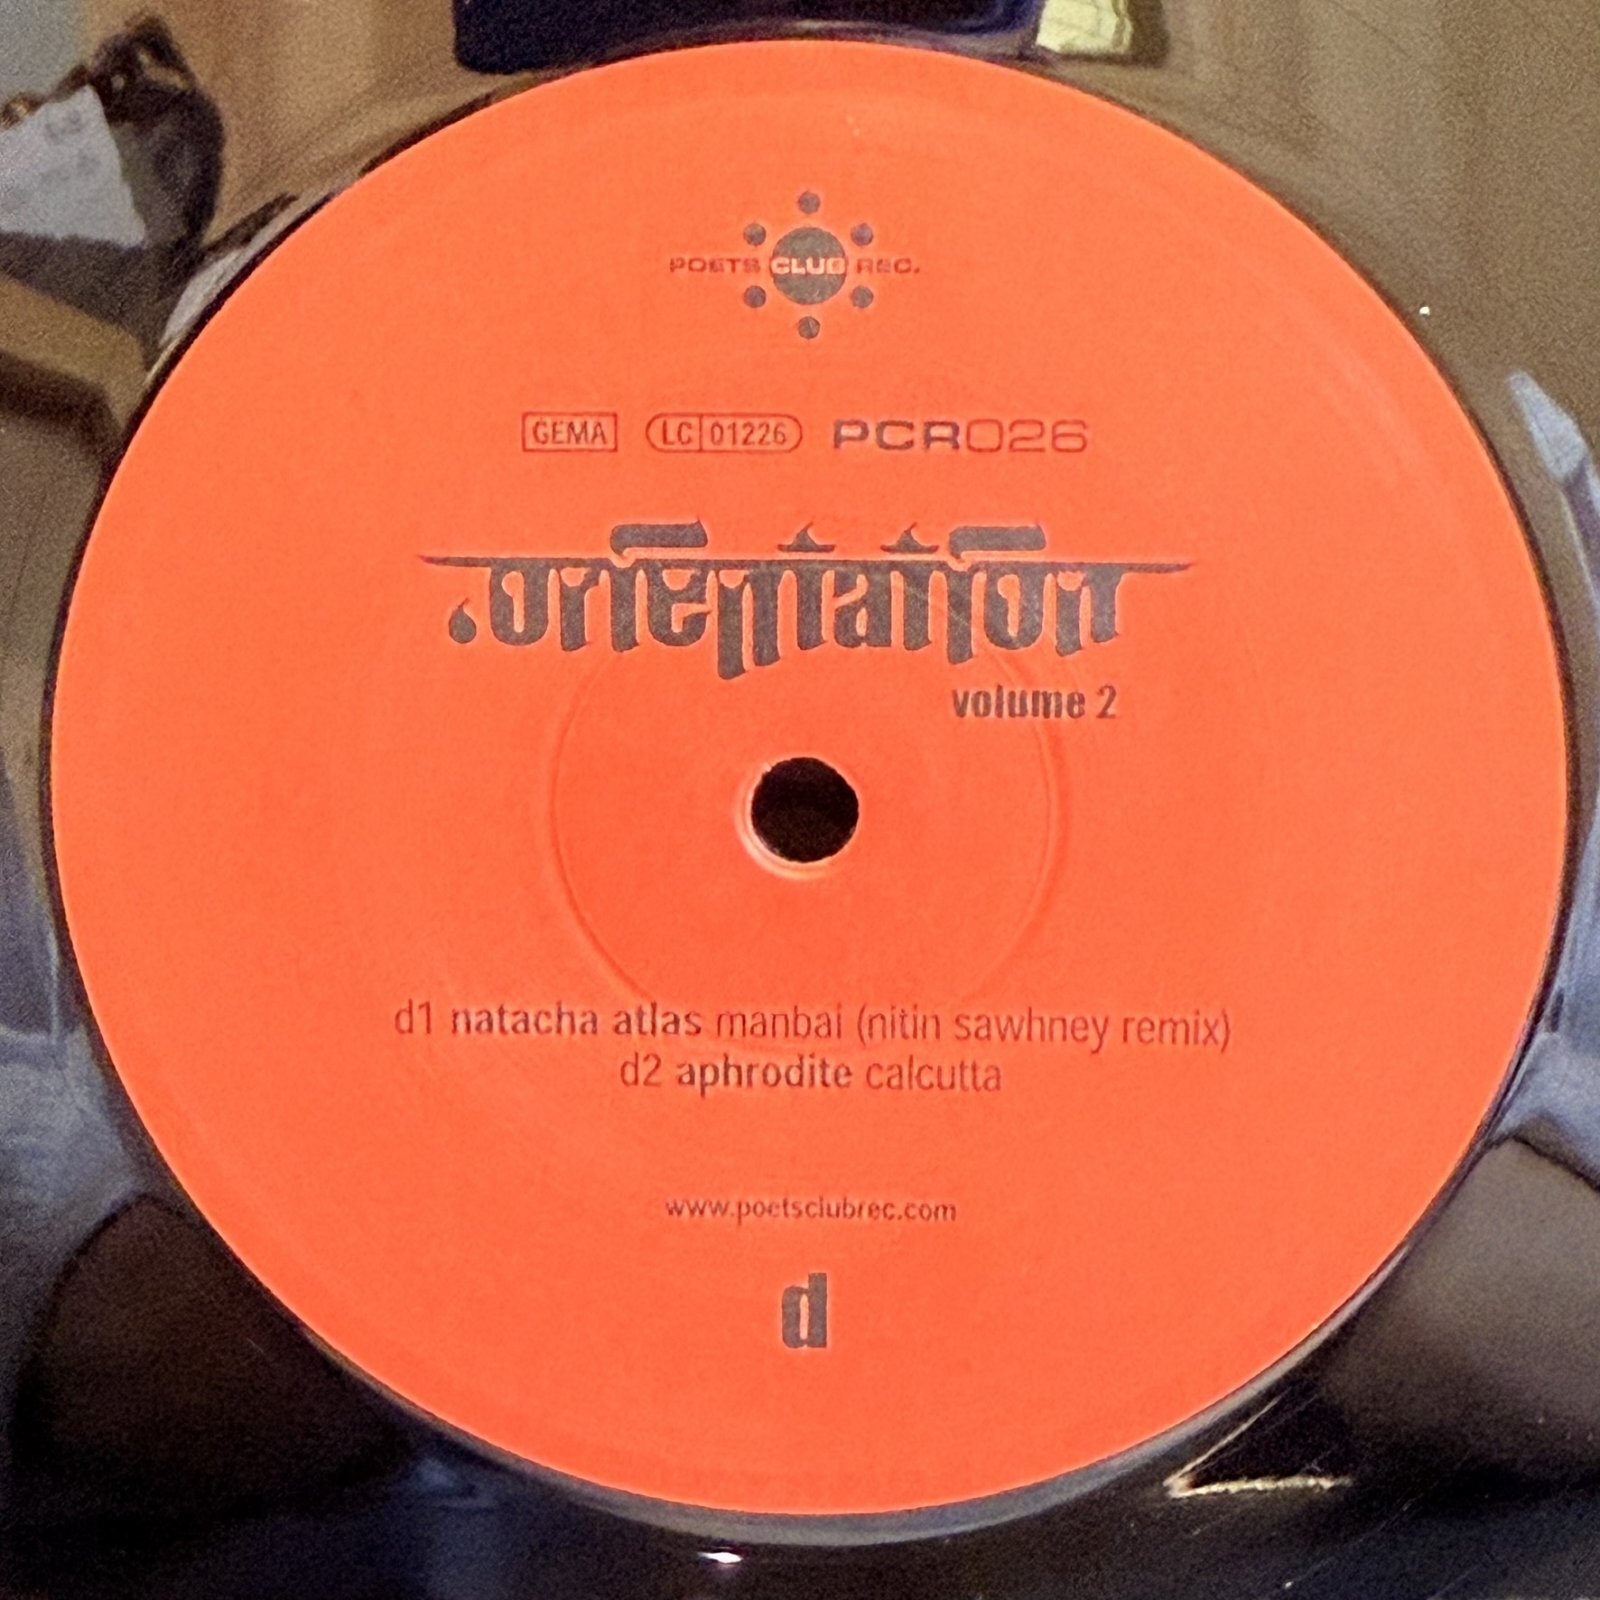 POETS CLUB REC.
GEMA LC 01226 PCR026
.orientation
volume 2
d1 natacha atlas manbai (nitin sawhney remix)
d2 aphrodite calcutta
www.poetsclubrec.com
d